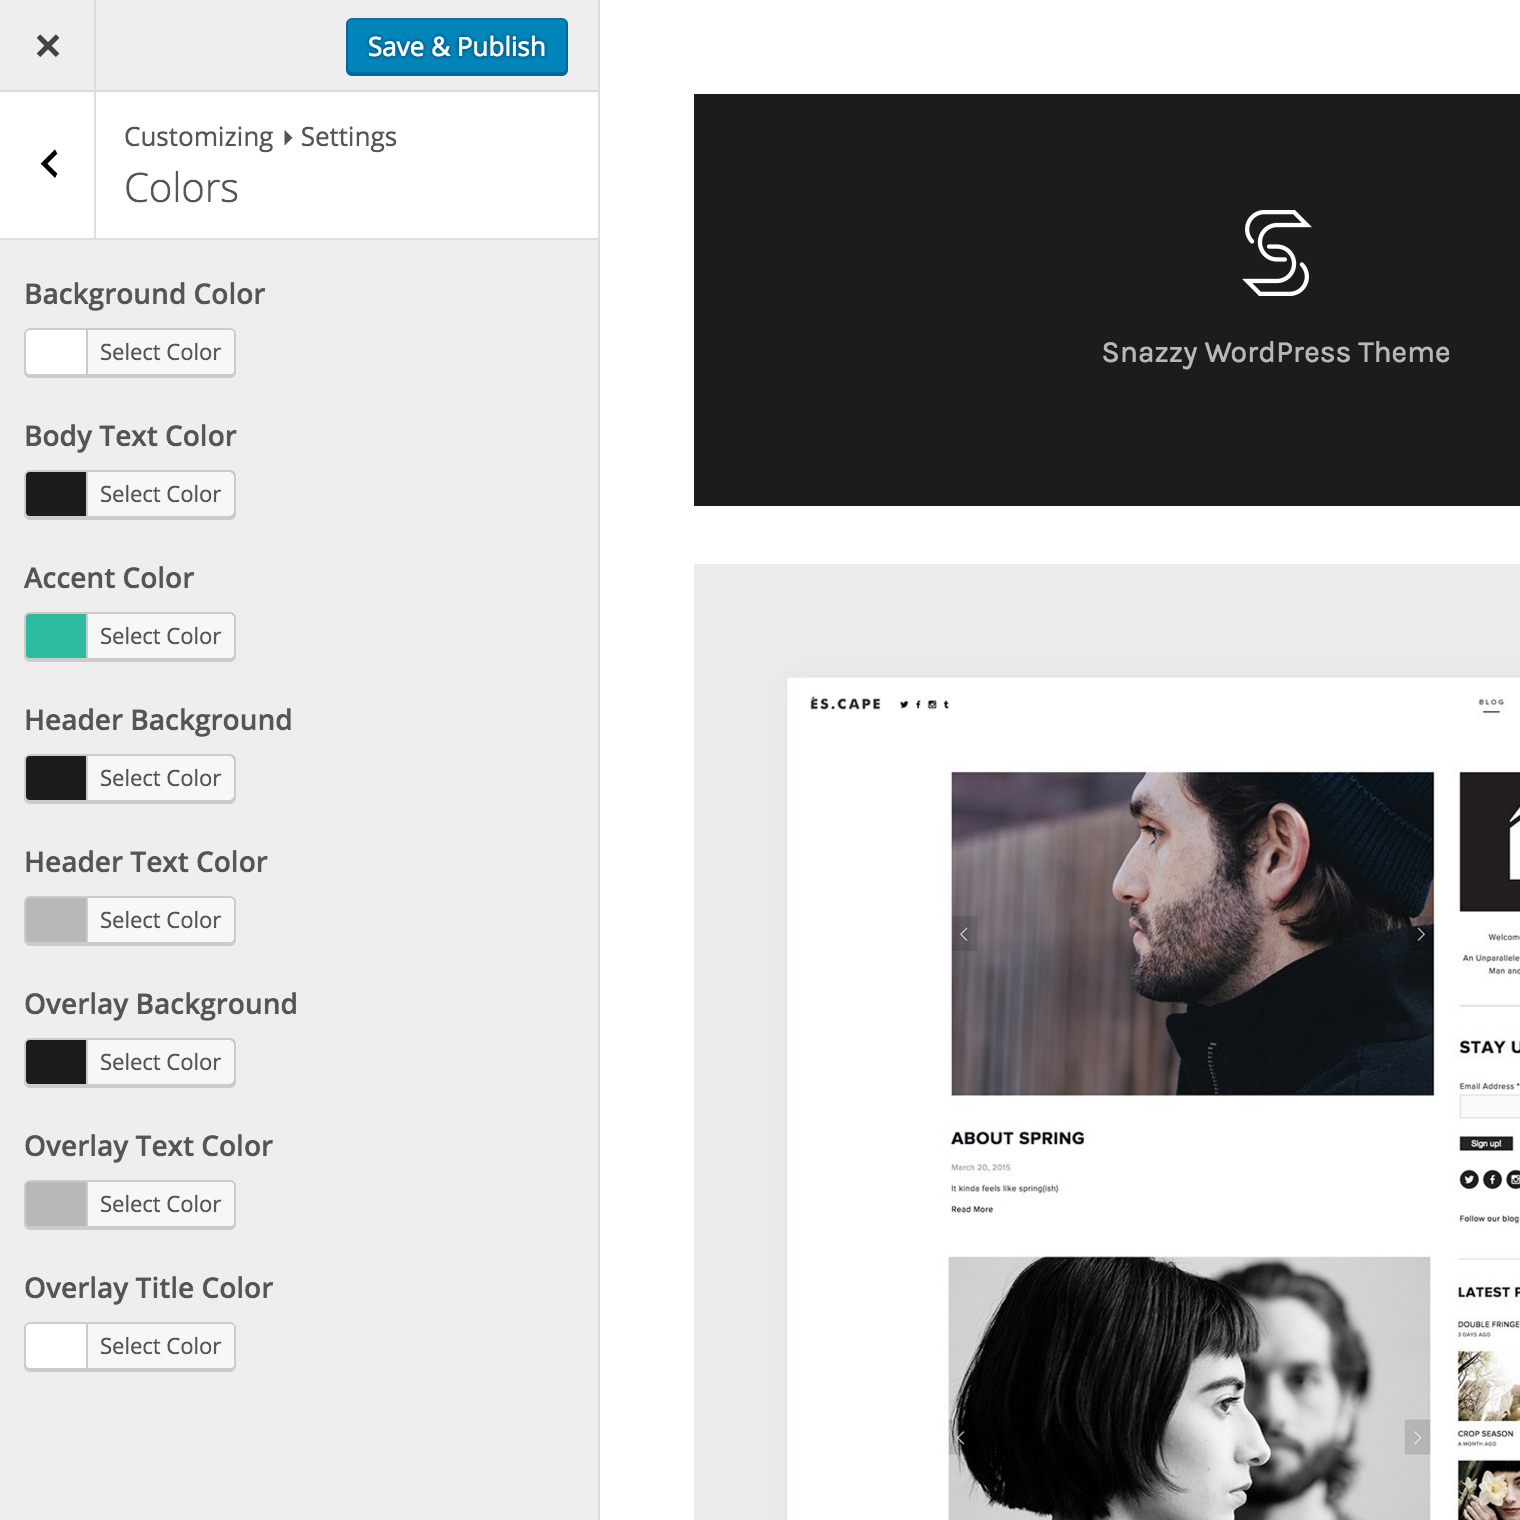 Save & Publish
Customizing
Settings
Colors
Background Color
Select Color
Body Text Color
Select Color
Accent Color
Select Color
Header Background
Select Color
Header Text Color
Select Color
Overlay Background
Select Color
Overlay Text Color
Select Color
Overlay Title Color
Select Color
Snazzy WordPress Theme
ÉS.CAPE
BLOG
ABOUT SPRING
March 20, 2015
It kinda feels like spring(ish)
Read More
Welcom
An Unparallele
Man and
STAY U
Email Address *
Sign up!
Follow our blog
LATEST
DOUBLE FRINGE
3 DAYS AGO
CROP SEASON
A MONTH AGO